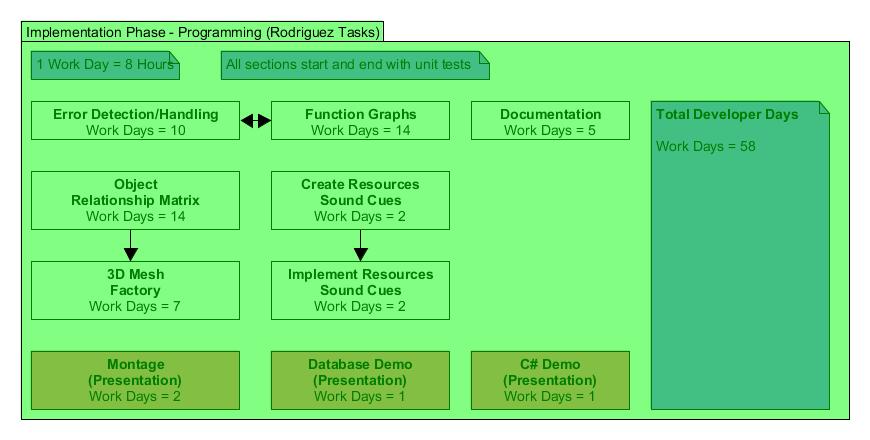 Implementation Phase - Programming (Rodriguez Tasks)
1 Work Day = 8 Hours
All sections start and end with unit tests
Error Detection/Handling
Work Days = 10
Function Graphs
Work Days = 14
Documentation
Work Days = 5
Total Developer Days
Work Days = 58
Object
Relationship Matrix
Work Days = 14
Create Resources
Sound Cues
Work Days = 2
3D Mesh
Factory
Work Days = 7
Implement Resources
Sound Cues
Work Days = 2
Montage
(Presentation)
Work Days = 2
Database Demo
(Presentation)
Work Days = 1
C# Demo
(Presentation)
Work Days = 1